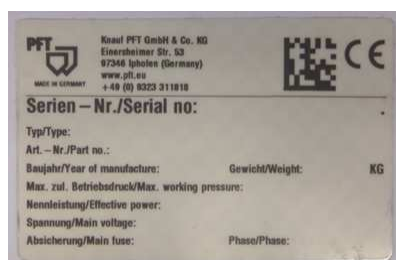 PFT
MADE IN GERMANY
Knauf PFT GmbH & Co. KG
Einersheimer Str. 53
97346 Iphofen (Germany)
www.pft.eu
+49 (0) 9323 311818
CE
Serien – Nr./Serial no:
Typ/Type:
Art. – Nr./Part no.:
Baujahr/Year of manufacture: Gewicht/Weight: KG
Max. zul. Betriebsdruck/Max. working pressure:
Nennleistung/Effective power:
Spannung/Main voltage:
Absicherung/Main fuse: Phase/Phase: